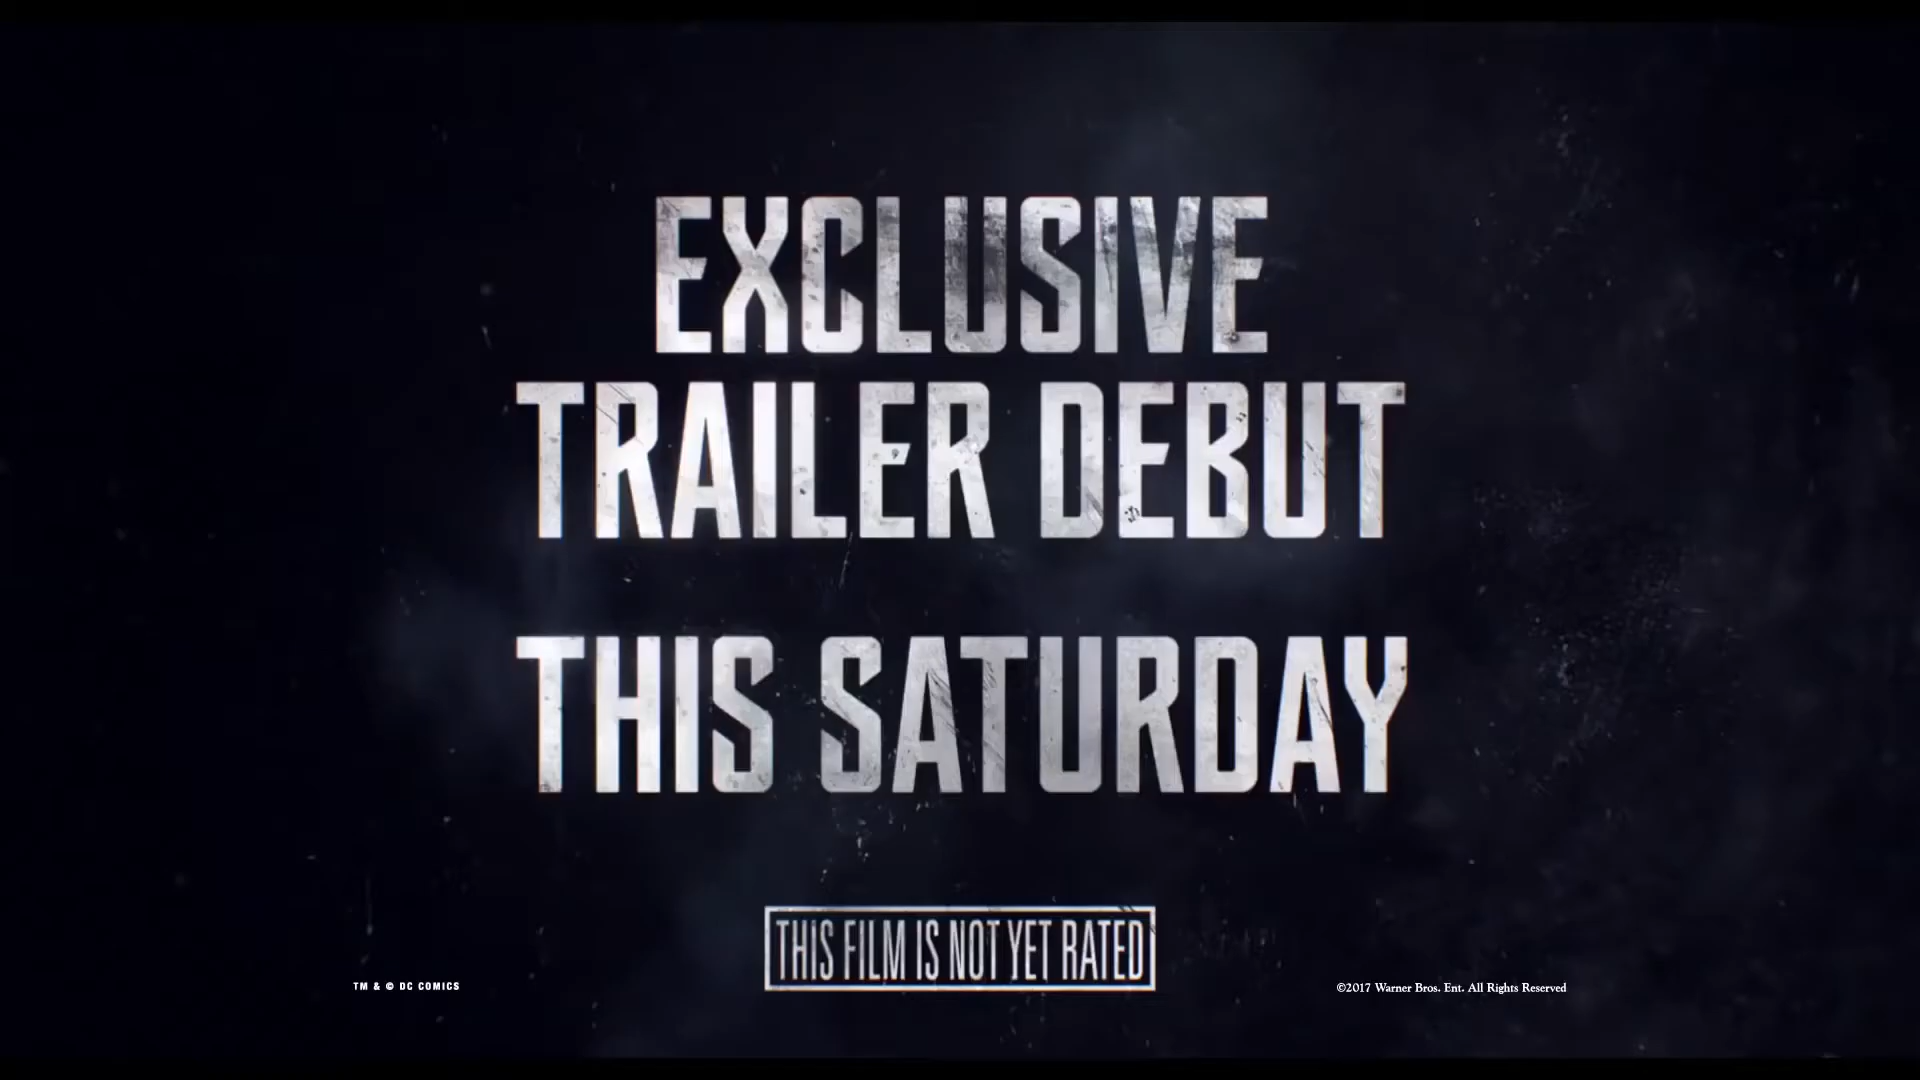 EXCLUSIVE
TRAILER DEBUT
THIS SATURDAY
THIS FILM IS NOT YET RATED
TM & © DC COMICS
©2017 Warner Bros. Ent. All Rights Reserved